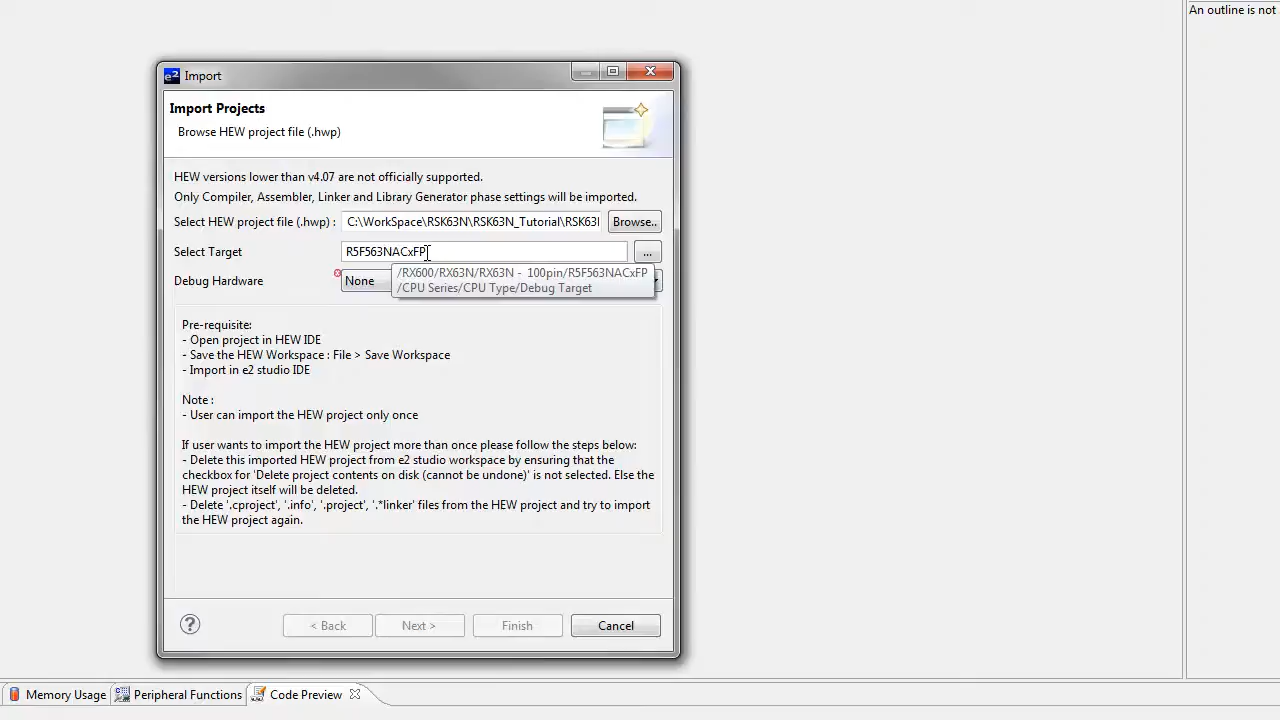 An outline is not
Import
Import Projects
Browse HEW project file (.hwp)
HEW versions lower than v4.07 are not officially supported.
Only Compiler, Assembler, Linker and Library Generator phase settings will be imported.
Select HEW project file (.hwp) : C:\WorkSpace\RSK63N\RSK63N_Tutorial\RSK63 Browse..
Select Target R5F563NACxFP ...
/RX600/RX63N/RX63N - 100pin/R5F563NACxFP
Debug Hardware None /CPU Series/CPU Type/Debug Target
Pre-requisite:
- Open project in HEW IDE
- Save the HEW Workspace : File > Save Workspace
- Import in e2 studio IDE
Note :
- User can import the HEW project only once
If user wants to import the HEW project more than once please follow the steps below:
- Delete this imported HEW project from e2 studio workspace by ensuring that the
checkbox for 'Delete project contents on disk (cannot be undone)' is not selected. Else the
HEW project itself will be deleted.
- Delete '.cproject', '.info', '.project', '.*linker' files from the HEW project and try to import
the HEW project again.
< Back Next > Finish Cancel
Memory Usage Peripheral Functions Code Preview